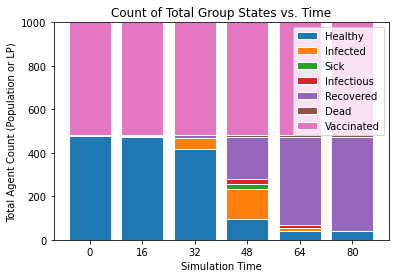 Count of Total Group States vs. Time
Total Agent Count (Population or LP)
1000
800
600
400
200
0
Healthy
Infected
Sick
Infectious
Recovered
Dead
Vaccinated
0 16 32 48 64 80
Simulation Time